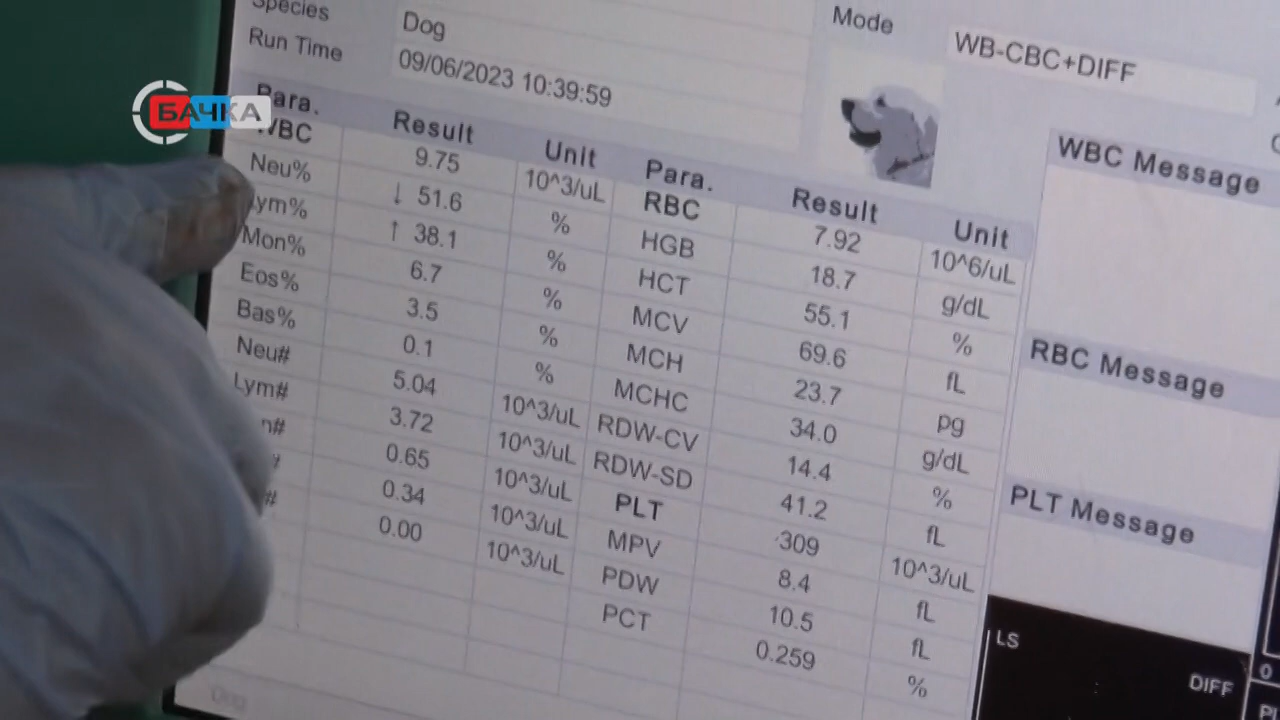 Species Dog Mode WB-CBC+DIFF
Run Time 09/06/2023 10:39:59
БАЧКА
Para. Result Unit Para. Result Unit
WBC 9.75 10^3/uL RBC 7.92 10^6/uL
Neu% ↓ 51.6 % HGB 18.7 g/dL
Lym% ↑ 38.1 % HCT 55.1 %
Mon% 6.7 % MCV 69.6 fL
Eos% 3.5 % MCH 23.7 pg
Bas% 0.1 % MCHC 34.0 g/dL
Neu# 5.04 10^3/uL RDW-CV 14.4 %
Lym# 3.72 10^3/uL RDW-SD 41.2 fL
n# 0.65 10^3/uL PLT 309 10^3/uL
# 0.34 10^3/uL MPV 8.4 fL
# 0.00 10^3/uL PDW 10.5 fL
PCT 0.259 %
WBC Message
RBC Message
PLT Message
LS
DIFF
0
Dog